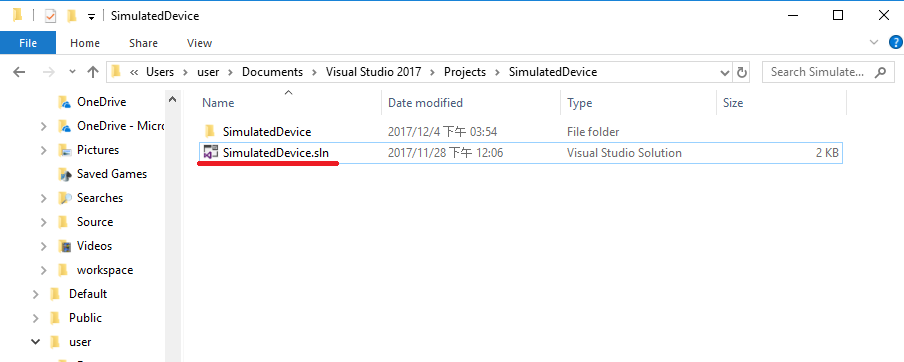 SimulatedDevice
File Home Share View
« Users > user > Documents > Visual Studio 2017 > Projects > SimulatedDevice Search Simulate...
Name Date modified Type Size
OneDrive
OneDrive - Micro
Pictures
Saved Games
Searches
Source
Videos
workspace
Default
Public
user
SimulatedDevice 2017/12/4 下午 03:54 File folder
SimulatedDevice.sln 2017/11/28 下午 12:06 Visual Studio Solution 2 KB